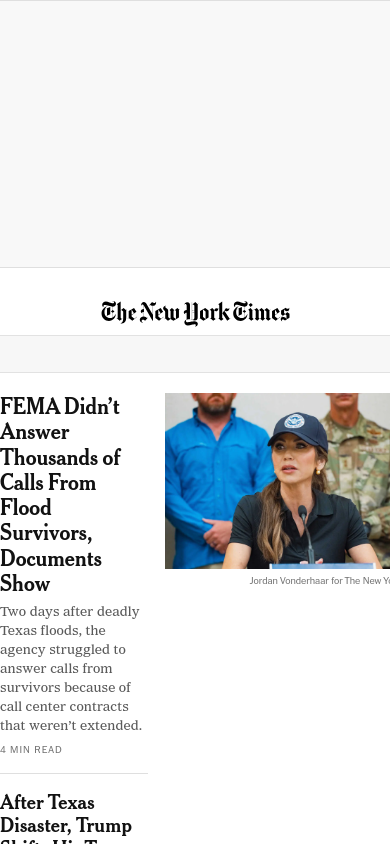 The New York Times
FEMA Didn’t
Answer
Thousands of
Calls From
Flood
Survivors,
Documents
Show
Two days after deadly
Texas floods, the
agency struggled to
answer calls from
survivors because of
call center contracts
that weren’t extended.
4 MIN READ
Jordan Vonderhaar for The New Yo
After Texas
Disaster, Trump